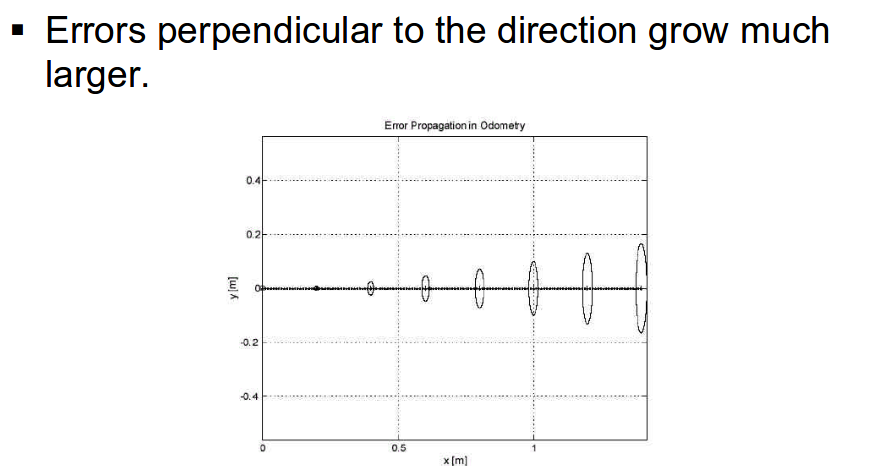 ▪ Errors perpendicular to the direction grow much
larger.
Error Propagation in Odometry
0.4
0.2
y [m]
0
-0.2
-0.4
0 0.5 1
x [m]